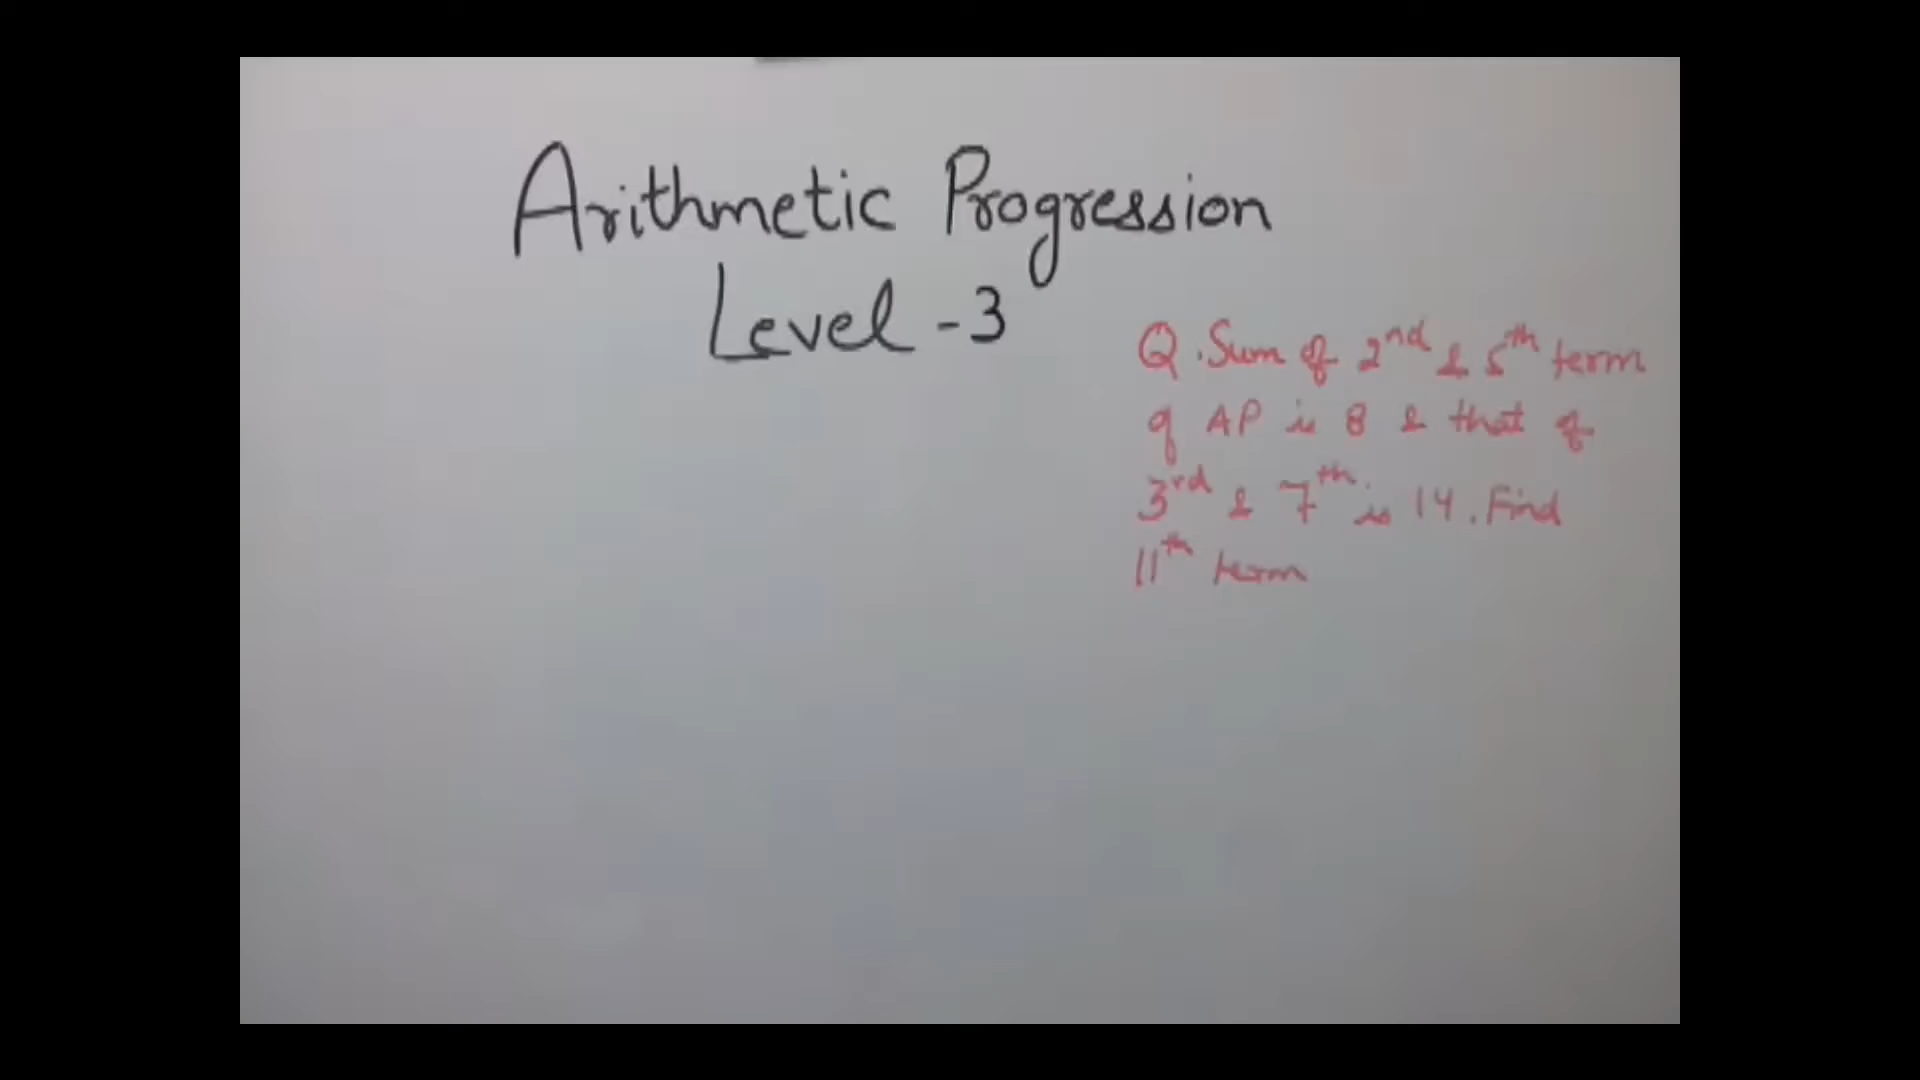 Arithmetic Progression
Level - 3
Q. Sum of 2nd & 5th term
of AP is 8 & that of
3rd & 7th is 14. Find
11th term